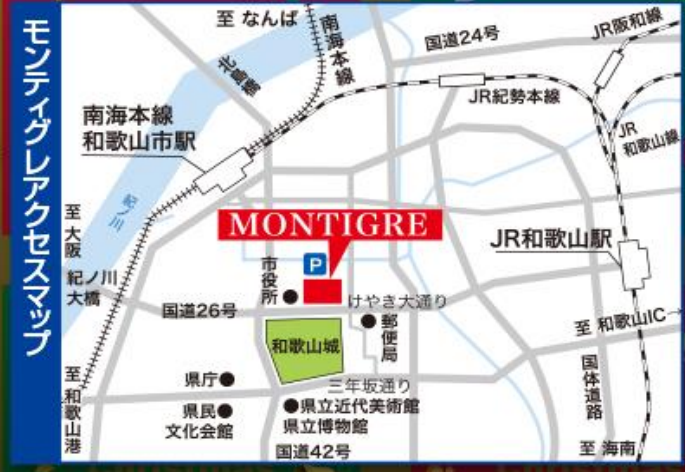 モンティグレアクセスマップ
至 なんば
南海本線
国道24号
JR阪和線
北島橋
JR紀勢本線
南海本線
和歌山市駅
JR
和歌山線
紀ノ川
MONTIGRE
JR和歌山駅
至 大阪
紀ノ川
大橋
P
市役所
けやき大通り
国道26号
郵便局
至 和歌山IC→
和歌山城
国体道路
至 和歌山港
県庁
三年坂通り
県民
文化会館
県立近代美術館
県立博物館
国道42号
至 海南